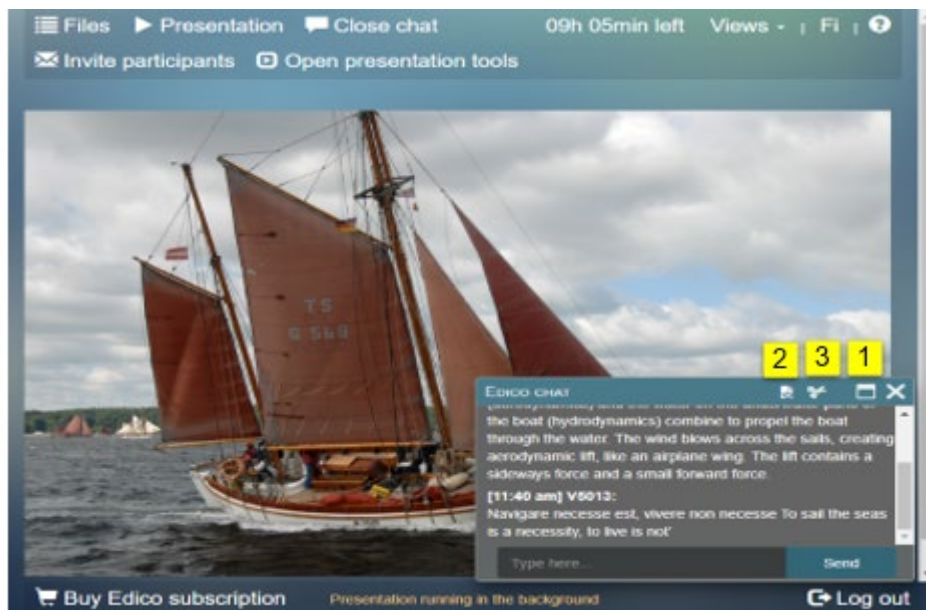 Files Presentation Close chat 09h 05min left Views Fi ?
Invite participants Open presentation tools
TS
G 568
2 3 1
EDICO CHAT
the boat (hydrodynamics) combine to propel the boat
through the water. The wind blows across the sails, creating
aerodynamic lift, like an airplane wing. The lift contains a
sideways force and a small forward force.
[11:40 am] V5013:
Navigare necesse est, vivere non necesse To sail the seas
is a necessity, to live is not'
Type here... Send
Buy Edico subscription Presentation running in the background Log out